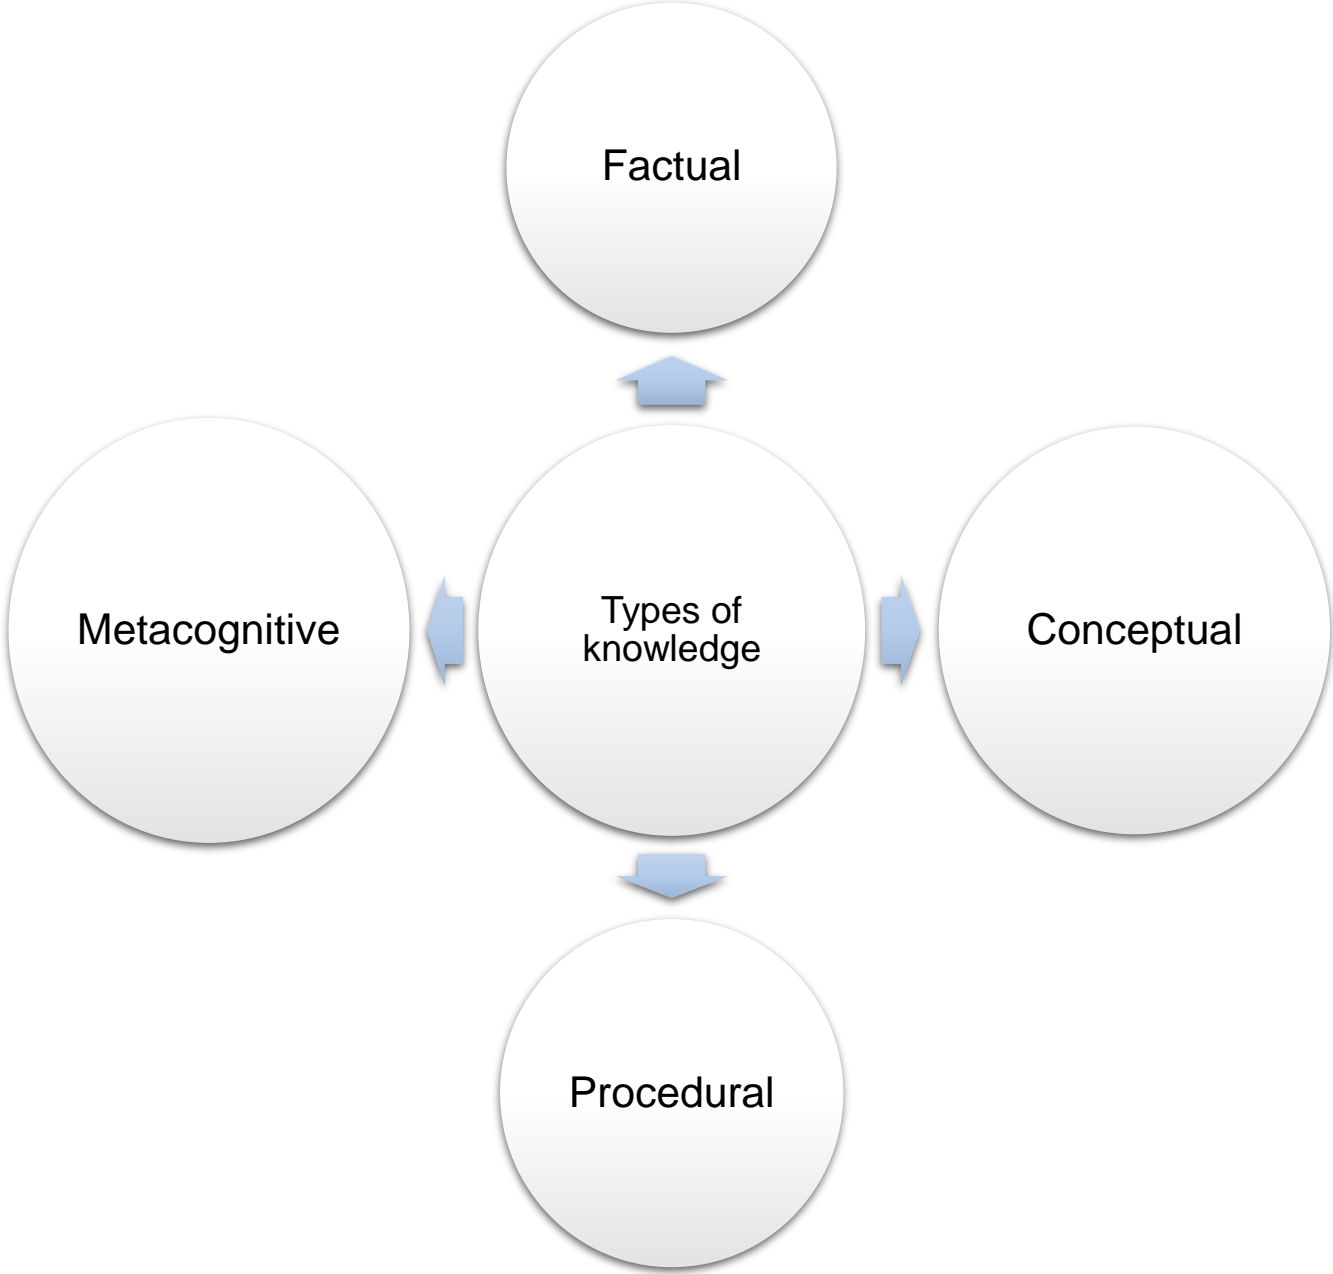 Factual
Metacognitive
Types of
knowledge
Conceptual
Procedural